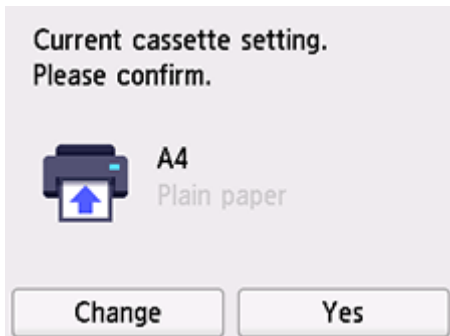 Current cassette setting.
Please confirm.
A4
Plain paper
Change
Yes